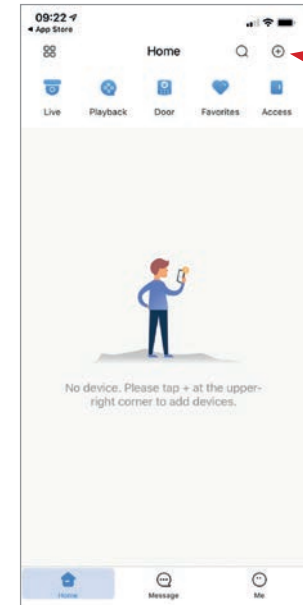 09:22
◀ App Store
Home
Live Playback Door Favorites Access
No device. Please tap + at the upper-
right corner to add devices.
Home Message Me